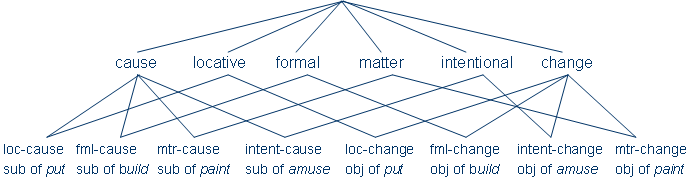 cause locative formal matter intentional change
loc-cause fml-cause mtr-cause intent-cause loc-change fml-change intent-change mtr-change
sub of put sub of build sub of paint sub of amuse obj of put obj of build obj of amuse obj of paint